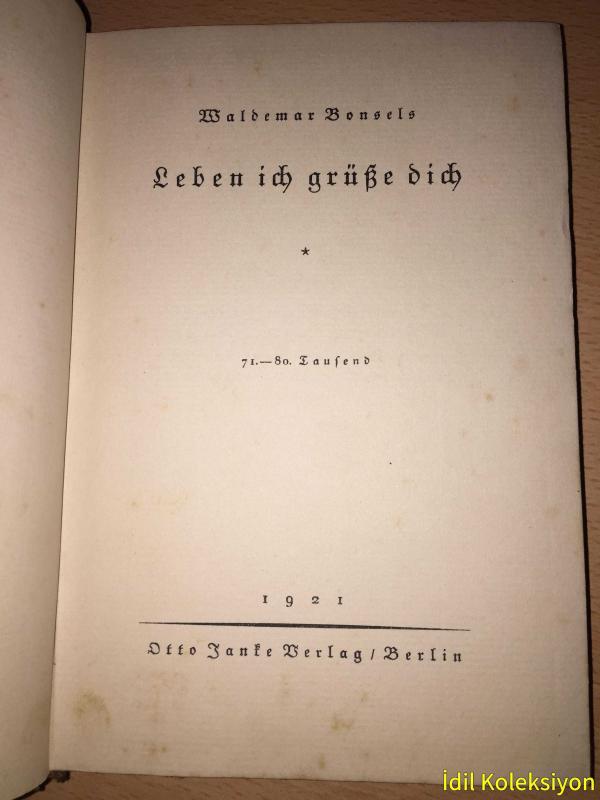 Waldemar Bonsels
Leben ich grüße dich
*
71.—80. Tausend
1921
Otto Janke Verlag / Berlin
İdil Koleksiyon